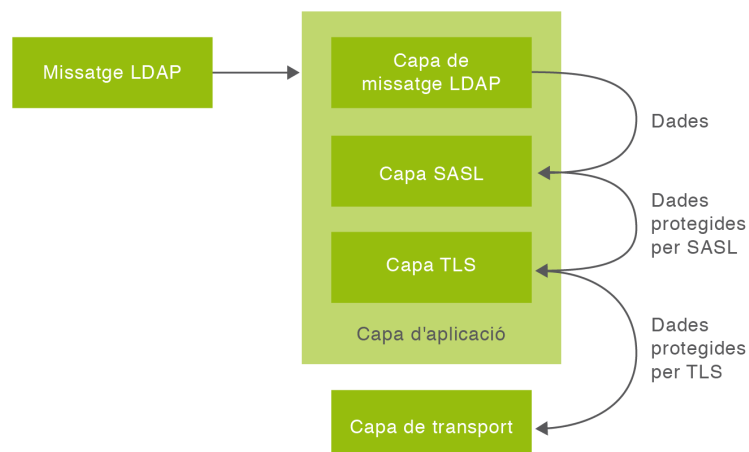 Missatge LDAP
Capa de
missatge LDAP
Dades
Capa SASL
Dades
protegides
per SASL
Capa TLS
Capa d'aplicació
Dades
protegides
per TLS
Capa de transport